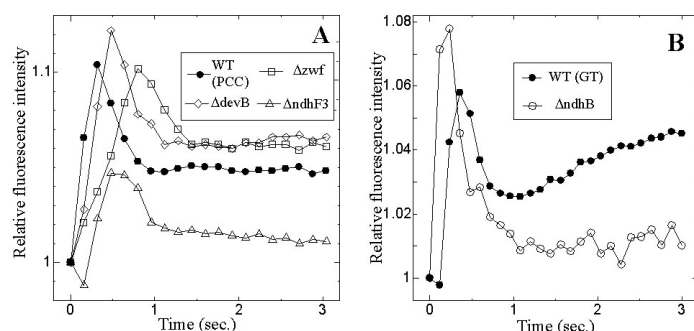 A
WT (PCC)
Δzwf
ΔdevB
ΔndhF3
Relative fluorescence intensity
1.1
1
0
1
2
3
Time (sec.)
B
WT (GT)
ΔndhB
Relative fluorescence intensity
1.08
1.06
1.04
1.02
1
0
1
2
3
Time (sec.)